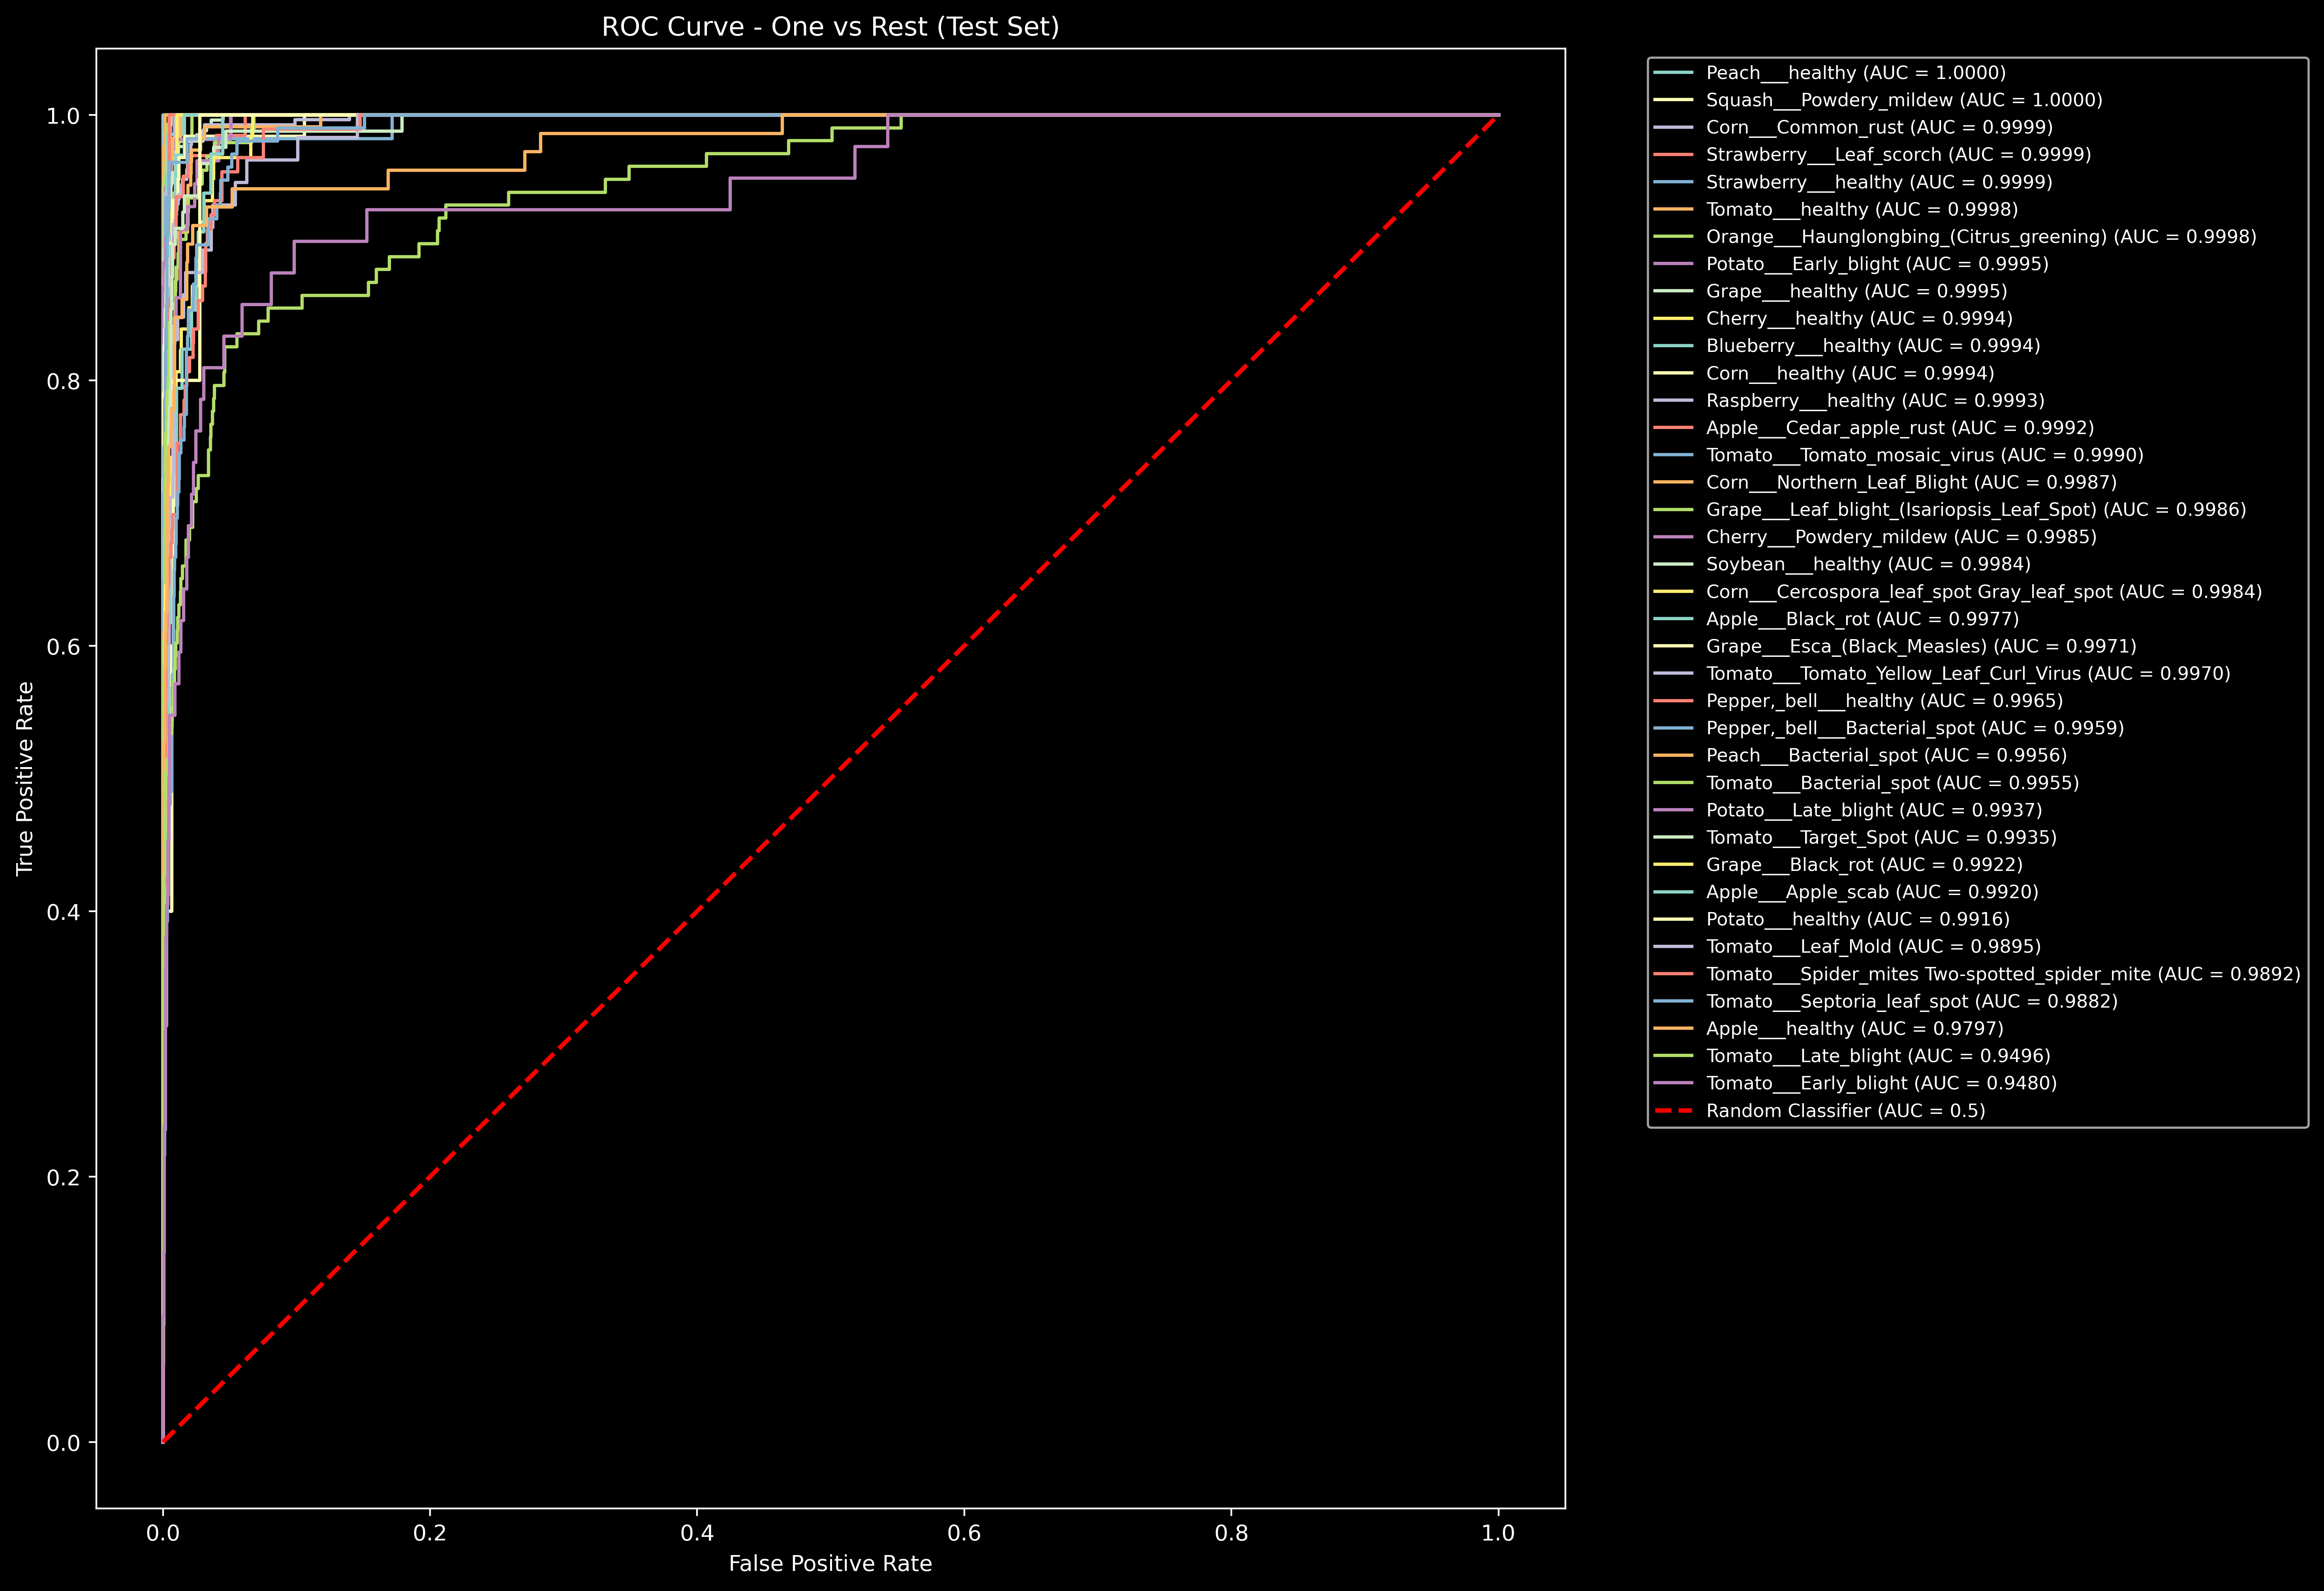 ROC Curve - One vs Rest (Test Set)
True Positive Rate
1.0
0.8
0.6
0.4
0.2
0.0
0.0 0.2 0.4 0.6 0.8 1.0
False Positive Rate
Peach___healthy (AUC = 1.0000)
Squash___Powdery_mildew (AUC = 1.0000)
Corn___Common_rust (AUC = 0.9999)
Strawberry___Leaf_scorch (AUC = 0.9999)
Strawberry___healthy (AUC = 0.9999)
Tomato___healthy (AUC = 0.9998)
Orange___Haunglongbing_(Citrus_greening) (AUC = 0.9998)
Potato___Early_blight (AUC = 0.9995)
Grape___healthy (AUC = 0.9995)
Cherry___healthy (AUC = 0.9994)
Blueberry___healthy (AUC = 0.9994)
Corn___healthy (AUC = 0.9994)
Raspberry___healthy (AUC = 0.9993)
Apple___Cedar_apple_rust (AUC = 0.9992)
Tomato___Tomato_mosaic_virus (AUC = 0.9990)
Corn___Northern_Leaf_Blight (AUC = 0.9987)
Grape___Leaf_blight_(Isariopsis_Leaf_Spot) (AUC = 0.9986)
Cherry___Powdery_mildew (AUC = 0.9985)
Soybean___healthy (AUC = 0.9984)
Corn___Cercospora_leaf_spot Gray_leaf_spot (AUC = 0.9984)
Apple___Black_rot (AUC = 0.9977)
Grape___Esca_(Black_Measles) (AUC = 0.9971)
Tomato___Tomato_Yellow_Leaf_Curl_Virus (AUC = 0.9970)
Pepper,_bell___healthy (AUC = 0.9965)
Pepper,_bell___Bacterial_spot (AUC = 0.9959)
Peach___Bacterial_spot (AUC = 0.9956)
Tomato___Bacterial_spot (AUC = 0.9955)
Potato___Late_blight (AUC = 0.9937)
Tomato___Target_Spot (AUC = 0.9935)
Grape___Black_rot (AUC = 0.9922)
Apple___Apple_scab (AUC = 0.9920)
Potato___healthy (AUC = 0.9916)
Tomato___Leaf_Mold (AUC = 0.9895)
Tomato___Spider_mites Two-spotted_spider_mite (AUC = 0.9892)
Tomato___Septoria_leaf_spot (AUC = 0.9882)
Apple___healthy (AUC = 0.9797)
Tomato___Late_blight (AUC = 0.9496)
Tomato___Early_blight (AUC = 0.9480)
Random Classifier (AUC = 0.5)